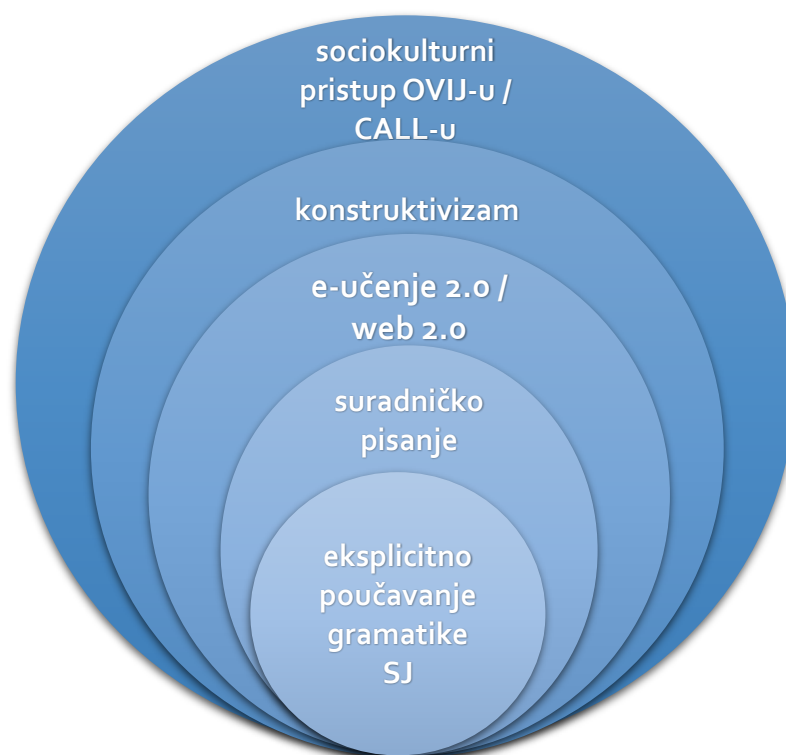 sociokulturni
pristup OVIJ-u /
CALL-u
konstruktivizam
e-učenje 2.0 /
web 2.0
suradničko
pisanje
eksplicitno
poučavanje
gramatike
SJ